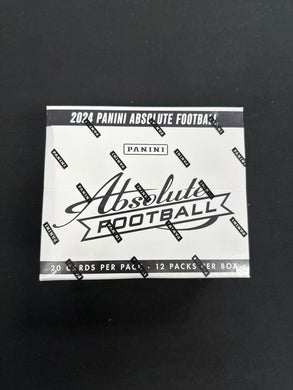 2024 PANINI ABSOLUTE FOOTBALL
PANINI
Absolute
FOOTBALL
20 CARDS PER PACK · 12 PACKS PER BOX